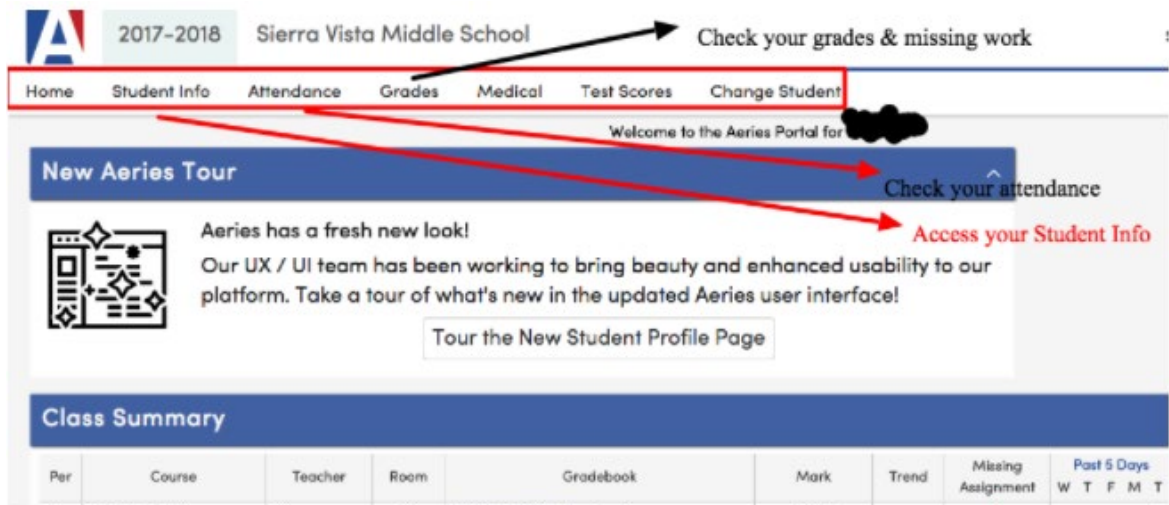 2017-2018 Sierra Vista Middle School Check your grades & missing work
Home Student Info Attendance Grades Medical Test Scores Change Student
Welcome to the Aeries Portal for
New Aeries Tour
Check your attendance
Access your Student Info
Aeries has a fresh new look!
Our UX / UI team has been working to bring beauty and enhanced usability to our
platform. Take a tour of what's new in the updated Aeries user interface!
Tour the New Student Profile Page
Class Summary
Per Course Teacher Room Gradebook Mark Trend Missing Assignment Past 5 Days
W T F M T